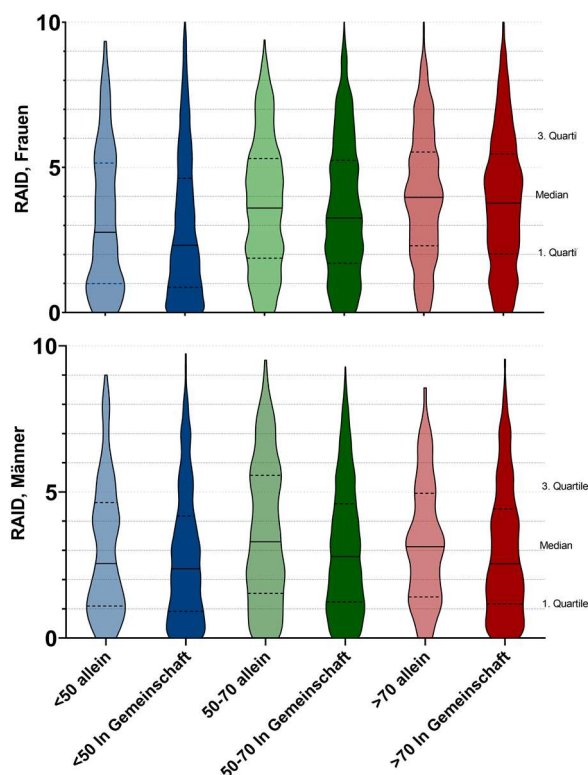 10
RAID, Frauen
3. Quarti
5
Median
1. Quarti
0
10
RAID, Männer
3. Quartile
5
Median
1. Quartile
0
<50 allein
<50 In Gemeinschaft
50-70 allein
50-70 In Gemeinschaft
>70 allein
>70 In Gemeinschaft